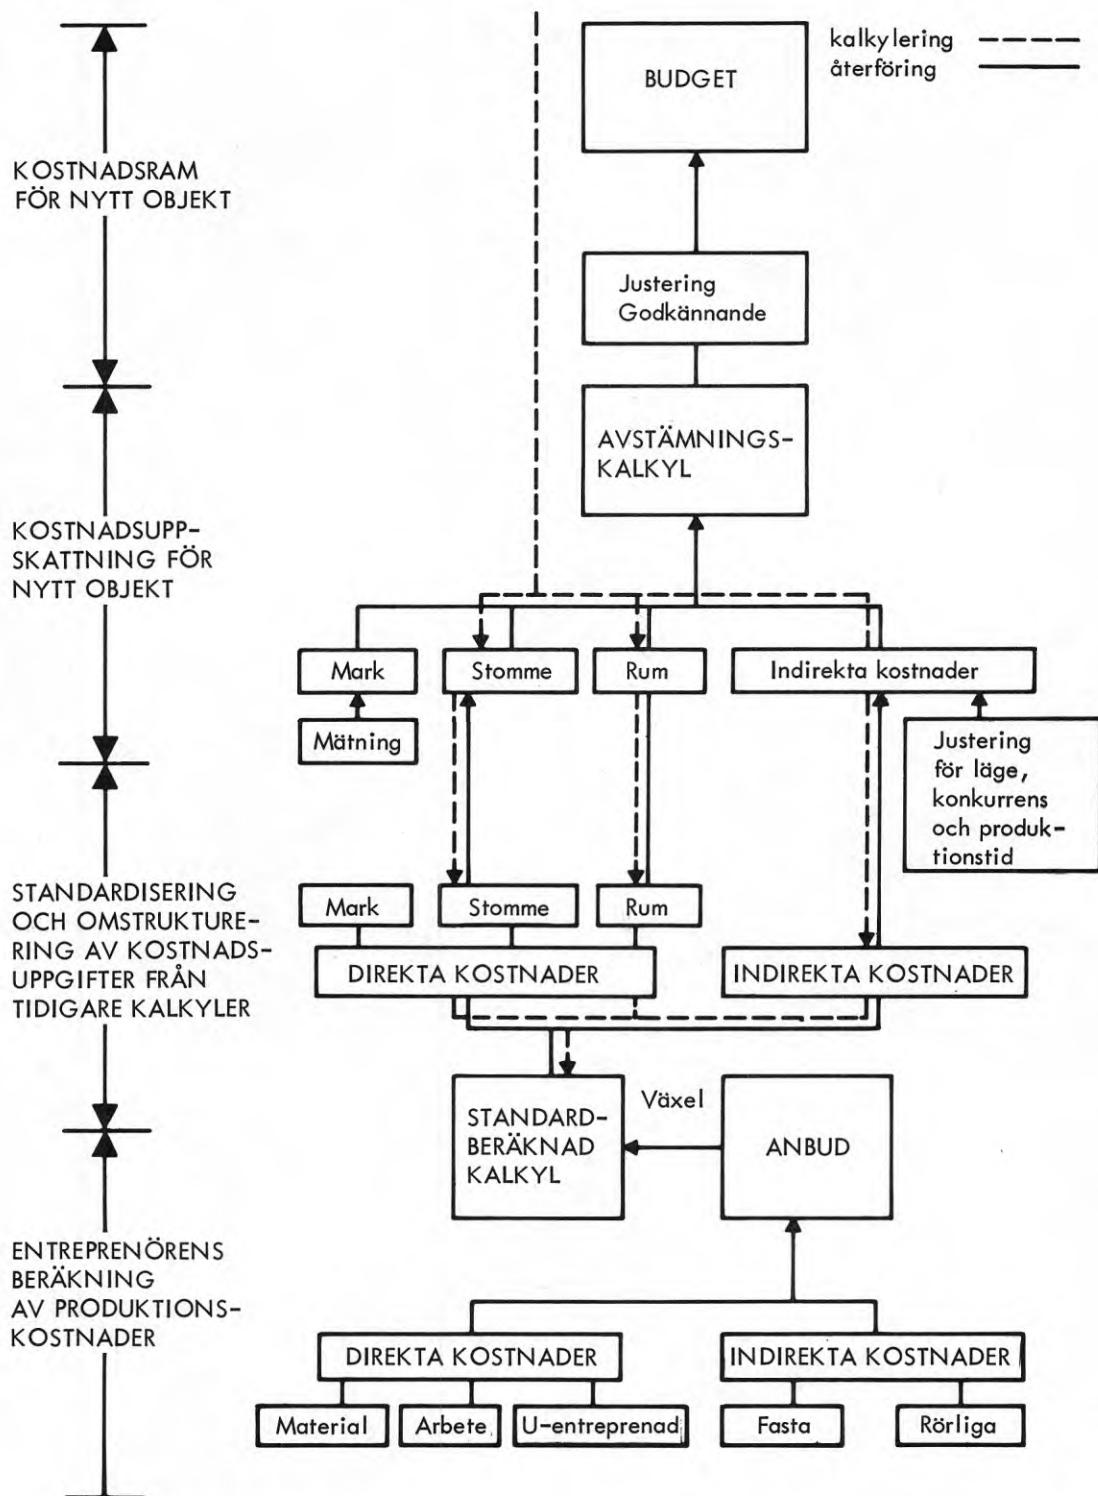 kalkylering
återföring
BUDGET
KOSTNADSRAM
FÖR NYTT OBJEKT
Justering
Godkännande
AVSTÄMNINGS-
KALKYL
KOSTNADSUPP-
SKATTNING FÖR
NYTT OBJEKT
Mark
Stomme
Rum
Indirekta kostnader
Mätning
Justering
för läge,
konkurrens
och produk-
tionstid
STANDARDISERING
OCH OMSTRUKTURE-
RING AV KOSTNADS-
UPPGIFTER FRÅN
TIDIGARE KALKYLER
Mark
Stomme
Rum
DIREKTA KOSTNADER
INDIREKTA KOSTNADER
STANDARD-
BERÄKNAD
KALKYL
Växel
ANBUD
ENTREPRENÖRENS
BERÄKNING
AV PRODUKTIONS-
KOSTNADER
DIREKTA KOSTNADER
INDIREKTA KOSTNADER
Material
Arbete
U-entreprenad
Fasta
Rörliga